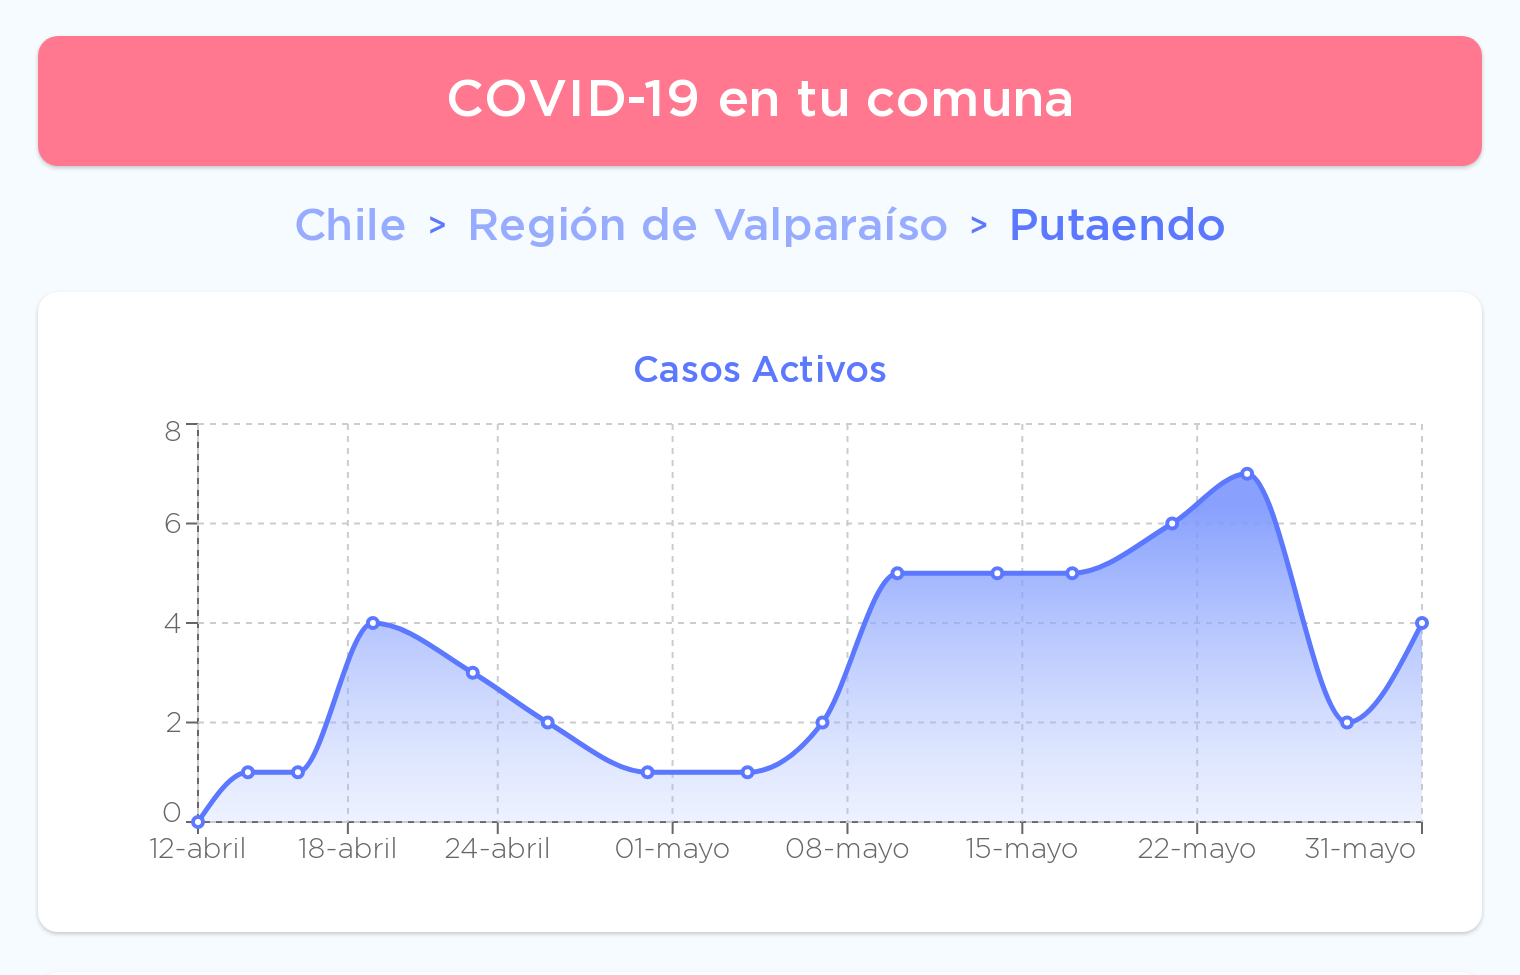 COVID-19 en tu comuna
Chile > Región de Valparaíso > Putaendo
Casos Activos
8
6
4
2
0
12-abril 18-abril 24-abril 01-mayo 08-mayo 15-mayo 22-mayo 31-mayo